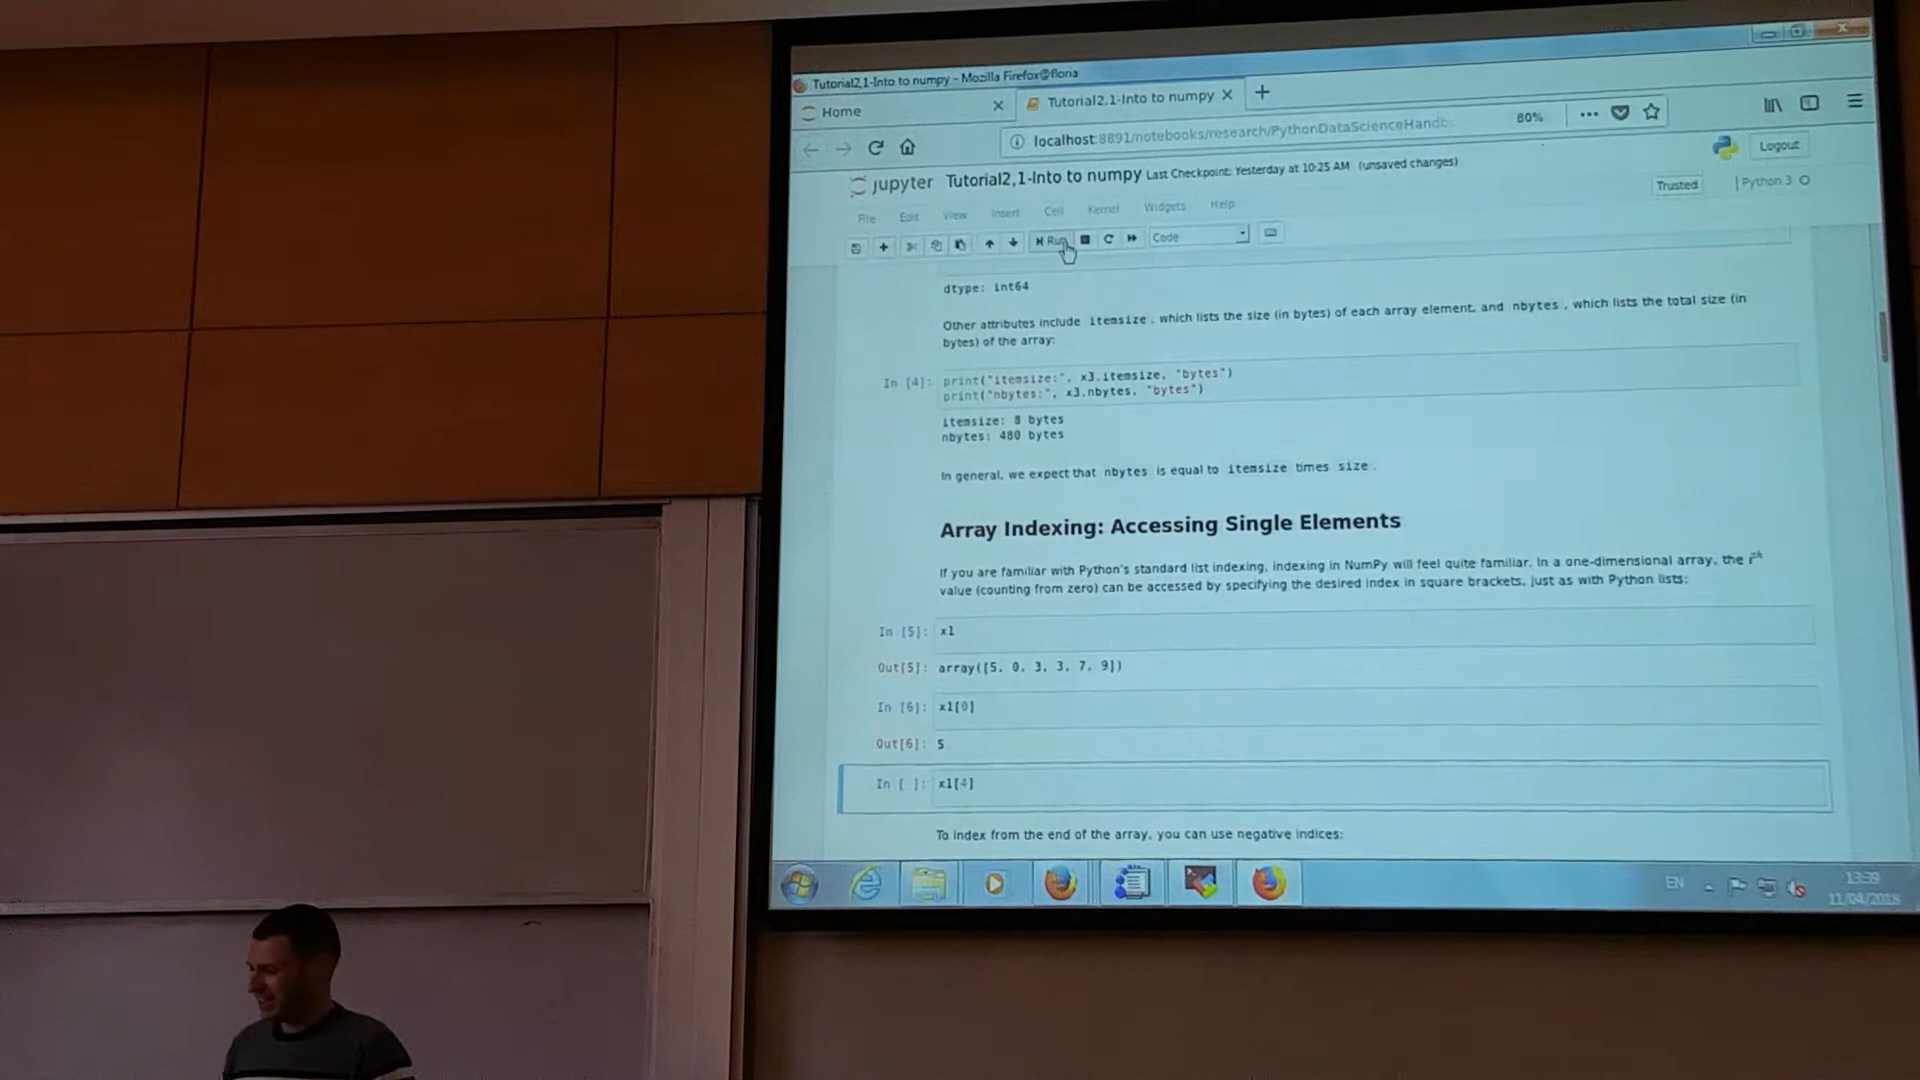 Tutorial2,1-Into to numpy - Mozilla Firefox@floria
Home
Tutorial2,1-Into to numpy
localhost:8891/notebooks/research/PythonDataScienceHandb
80%
jupyter Tutorial2,1-Into to numpy Last Checkpoint: Yesterday at 10:25 AM (unsaved changes)
Logout
File Edit View Insert Cell Kernel Widgets Help
Trusted
Python 3
Run
Code
dtype: int64
Other attributes include itemsize , which lists the size (in bytes) of each array element, and nbytes , which lists the total size (in
bytes) of the array:
In [4]: print("itemsize:", x3.itemsize, "bytes")
print("nbytes:", x3.nbytes, "bytes")
itemsize: 8 bytes
nbytes: 480 bytes
In general, we expect that nbytes is equal to itemsize times size .
Array Indexing: Accessing Single Elements
If you are familiar with Python's standard list indexing, indexing in NumPy will feel quite familiar. In a one-dimensional array, the iᵗʰ
value (counting from zero) can be accessed by specifying the desired index in square brackets, just as with Python lists:
In [5]: x1
Out[5]: array([5, 0, 3, 3, 7, 9])
In [6]: x1[0]
Out[6]: 5
In [ ]: x1[4]
To index from the end of the array, you can use negative indices:
EN
13:39
11/04/2018